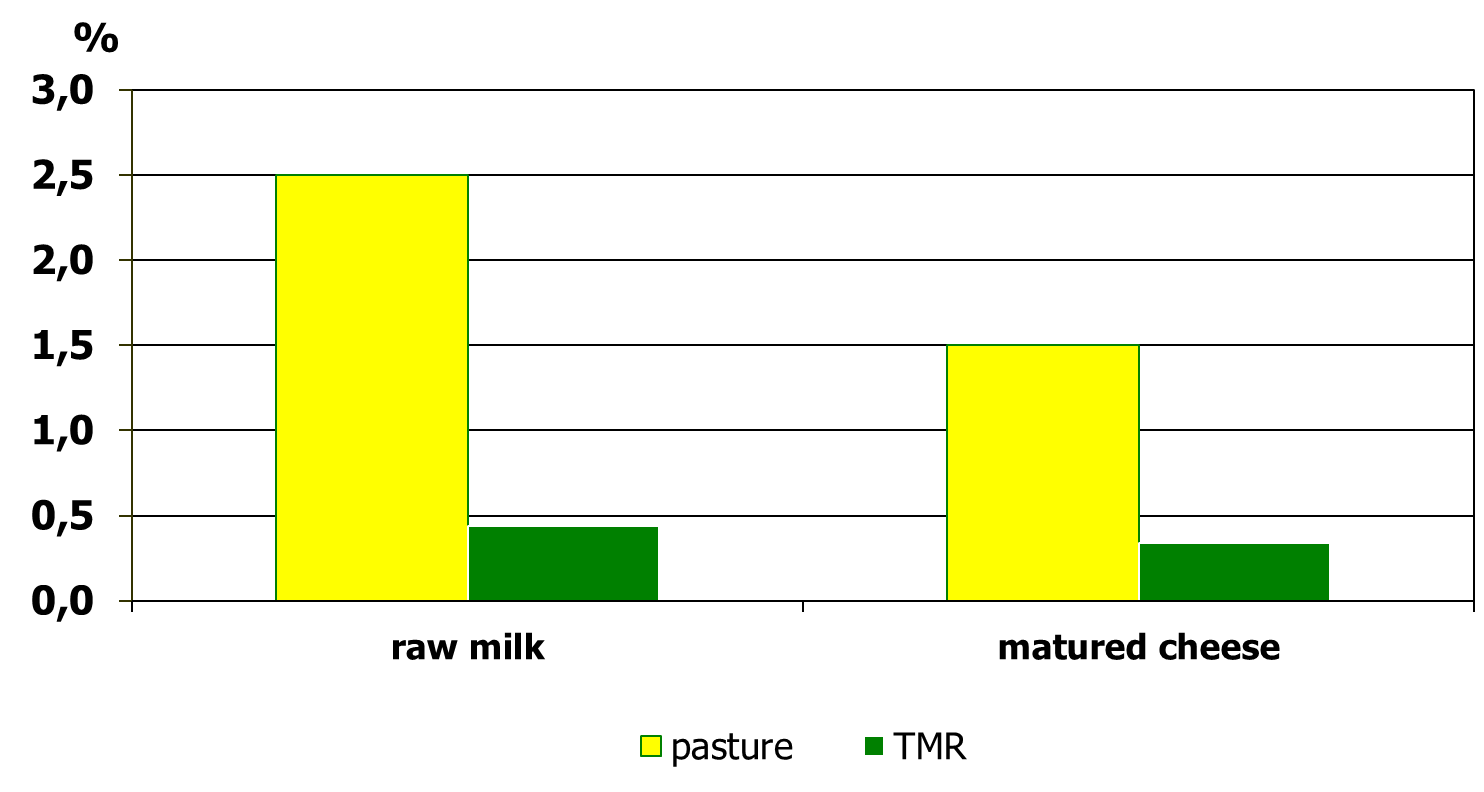 %
3,0
2,5
2,0
1,5
1,0
0,5
0,0
raw milk
matured cheese
pasture
TMR